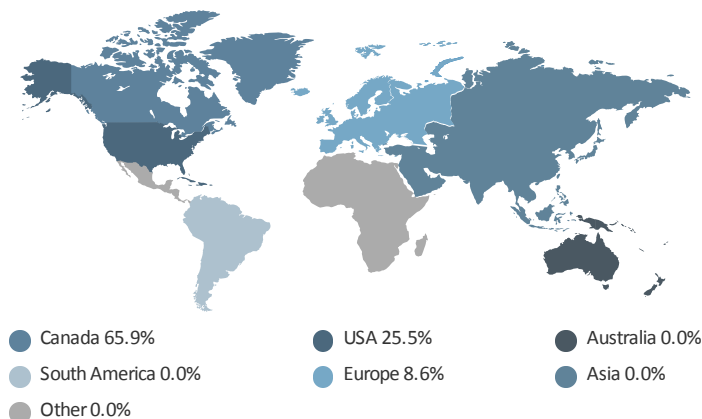 Canada 65.9%
USA 25.5%
Australia 0.0%
South America 0.0%
Europe 8.6%
Asia 0.0%
Other 0.0%